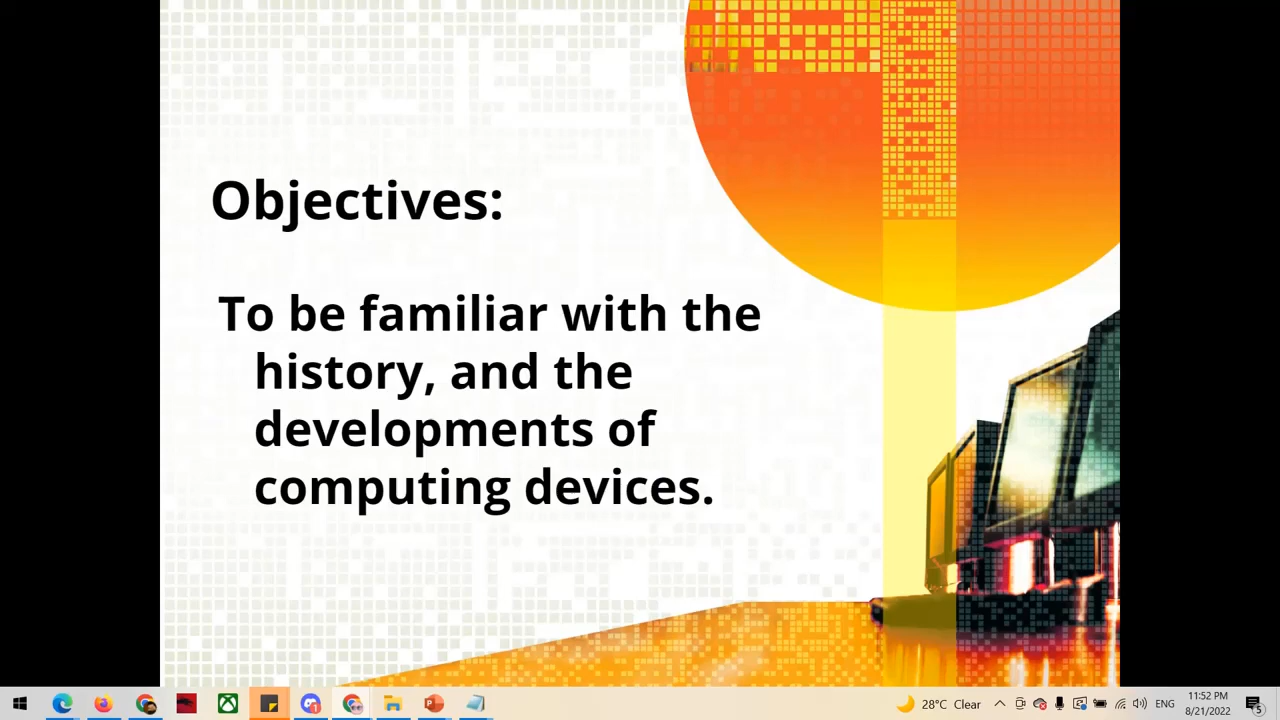 Objectives:
To be familiar with the
history, and the
developments of
computing devices.
28°C Clear
ENG
11:52 PM
8/21/2022
5